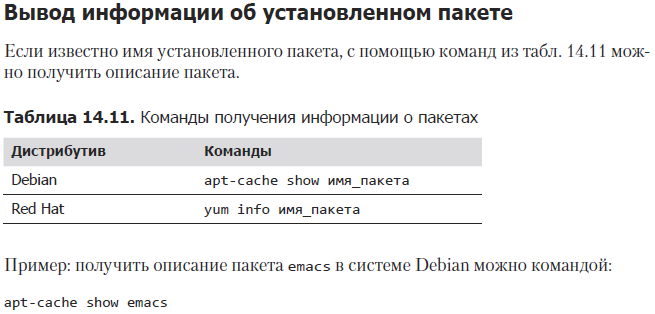 Вывод информации об установленном пакете
Если известно имя установленного пакета, с помощью команд из табл. 14.11 мож-
но получить описание пакета.
Таблица 14.11. Команды получения информации о пакетах
Дистрибутив Команды
Debian apt-cache show имя_пакета
Red Hat yum info имя_пакета
Пример: получить описание пакета emacs в системе Debian можно командой:
apt-cache show emacs